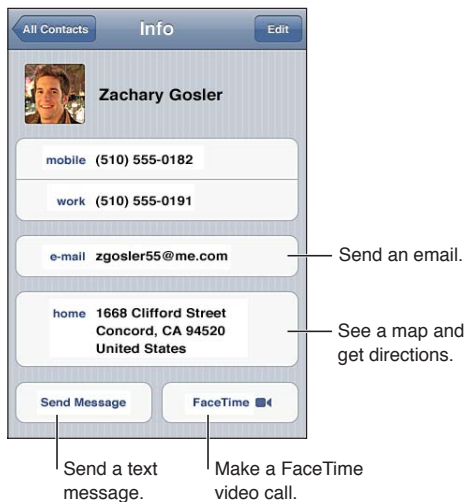 All Contacts Info Edit
Zachary Gosler
mobile (510) 555-0182
work (510) 555-0191
e-mail zgosler55@me.com
Send an email.
home 1668 Clifford Street
Concord, CA 94520
United States
See a map and
get directions.
Send Message FaceTime
Send a text
message.
Make a FaceTime
video call.